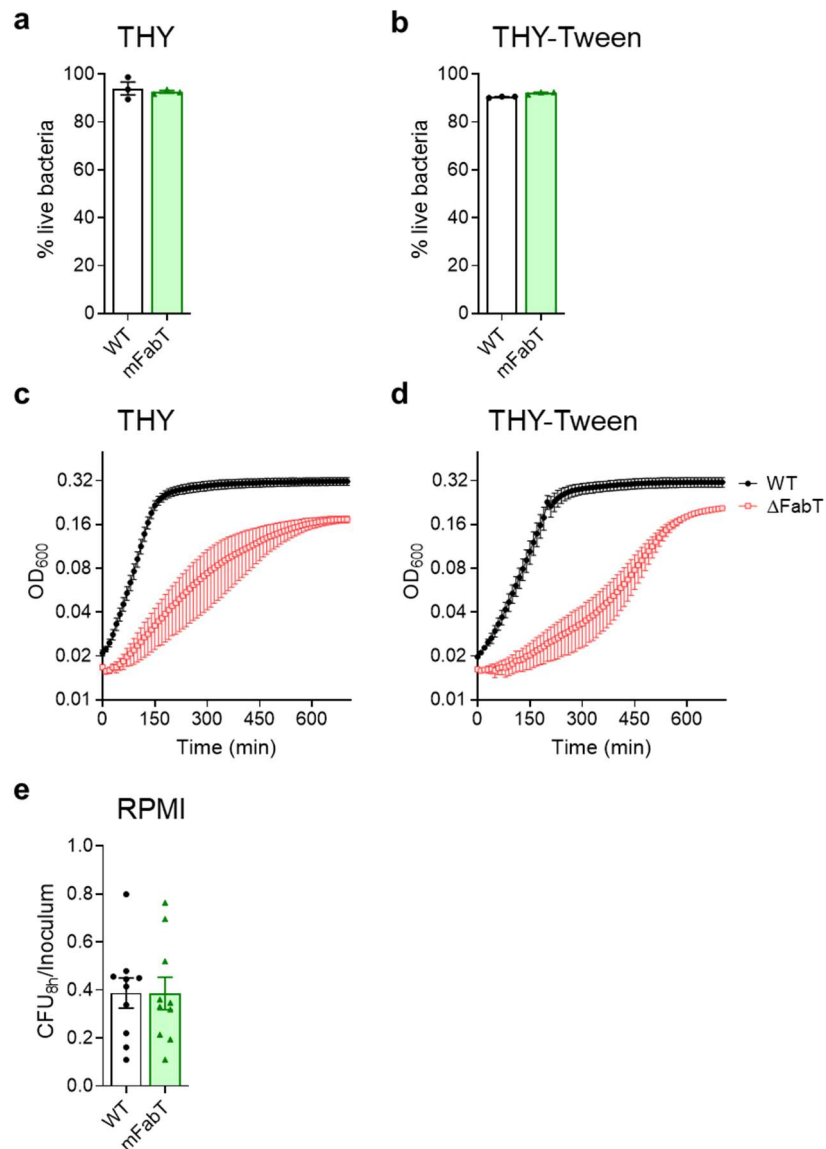 a
THY
b
THY-Tween
100
80
60
40
20
0
% live bacteria
WT
mFabT
100
80
60
40
20
0
% live bacteria
WT
mFabT
c
THY
d
THY-Tween
0.32
0.16
0.08
0.04
0.02
0.01
OD600
0 150 300 450 600
Time (min)
0.32
0.16
0.08
0.04
0.02
0.01
OD600
0 150 300 450 600
Time (min)
WT
ΔFabT
e
RPMI
1.0
0.8
0.6
0.4
0.2
0.0
CFU8h/Inoculum
WT
mFabT